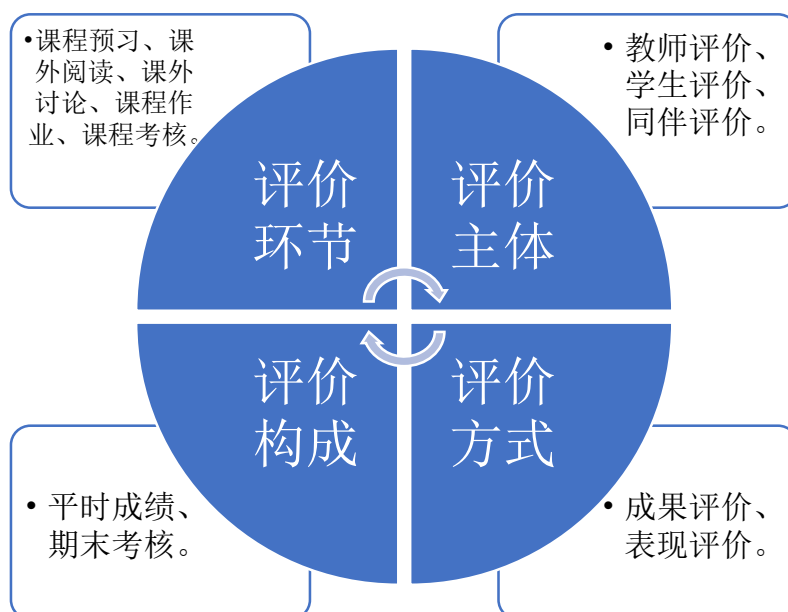 •课程预习、课
外阅读、课外
讨论、课程作
业、课程考核。
• 教师评价、
学生评价、
同伴评价。
评价
环节
评价
主体
评价
构成
评价
方式
• 平时成绩、
期末考核。
• 成果评价、
表现评价。